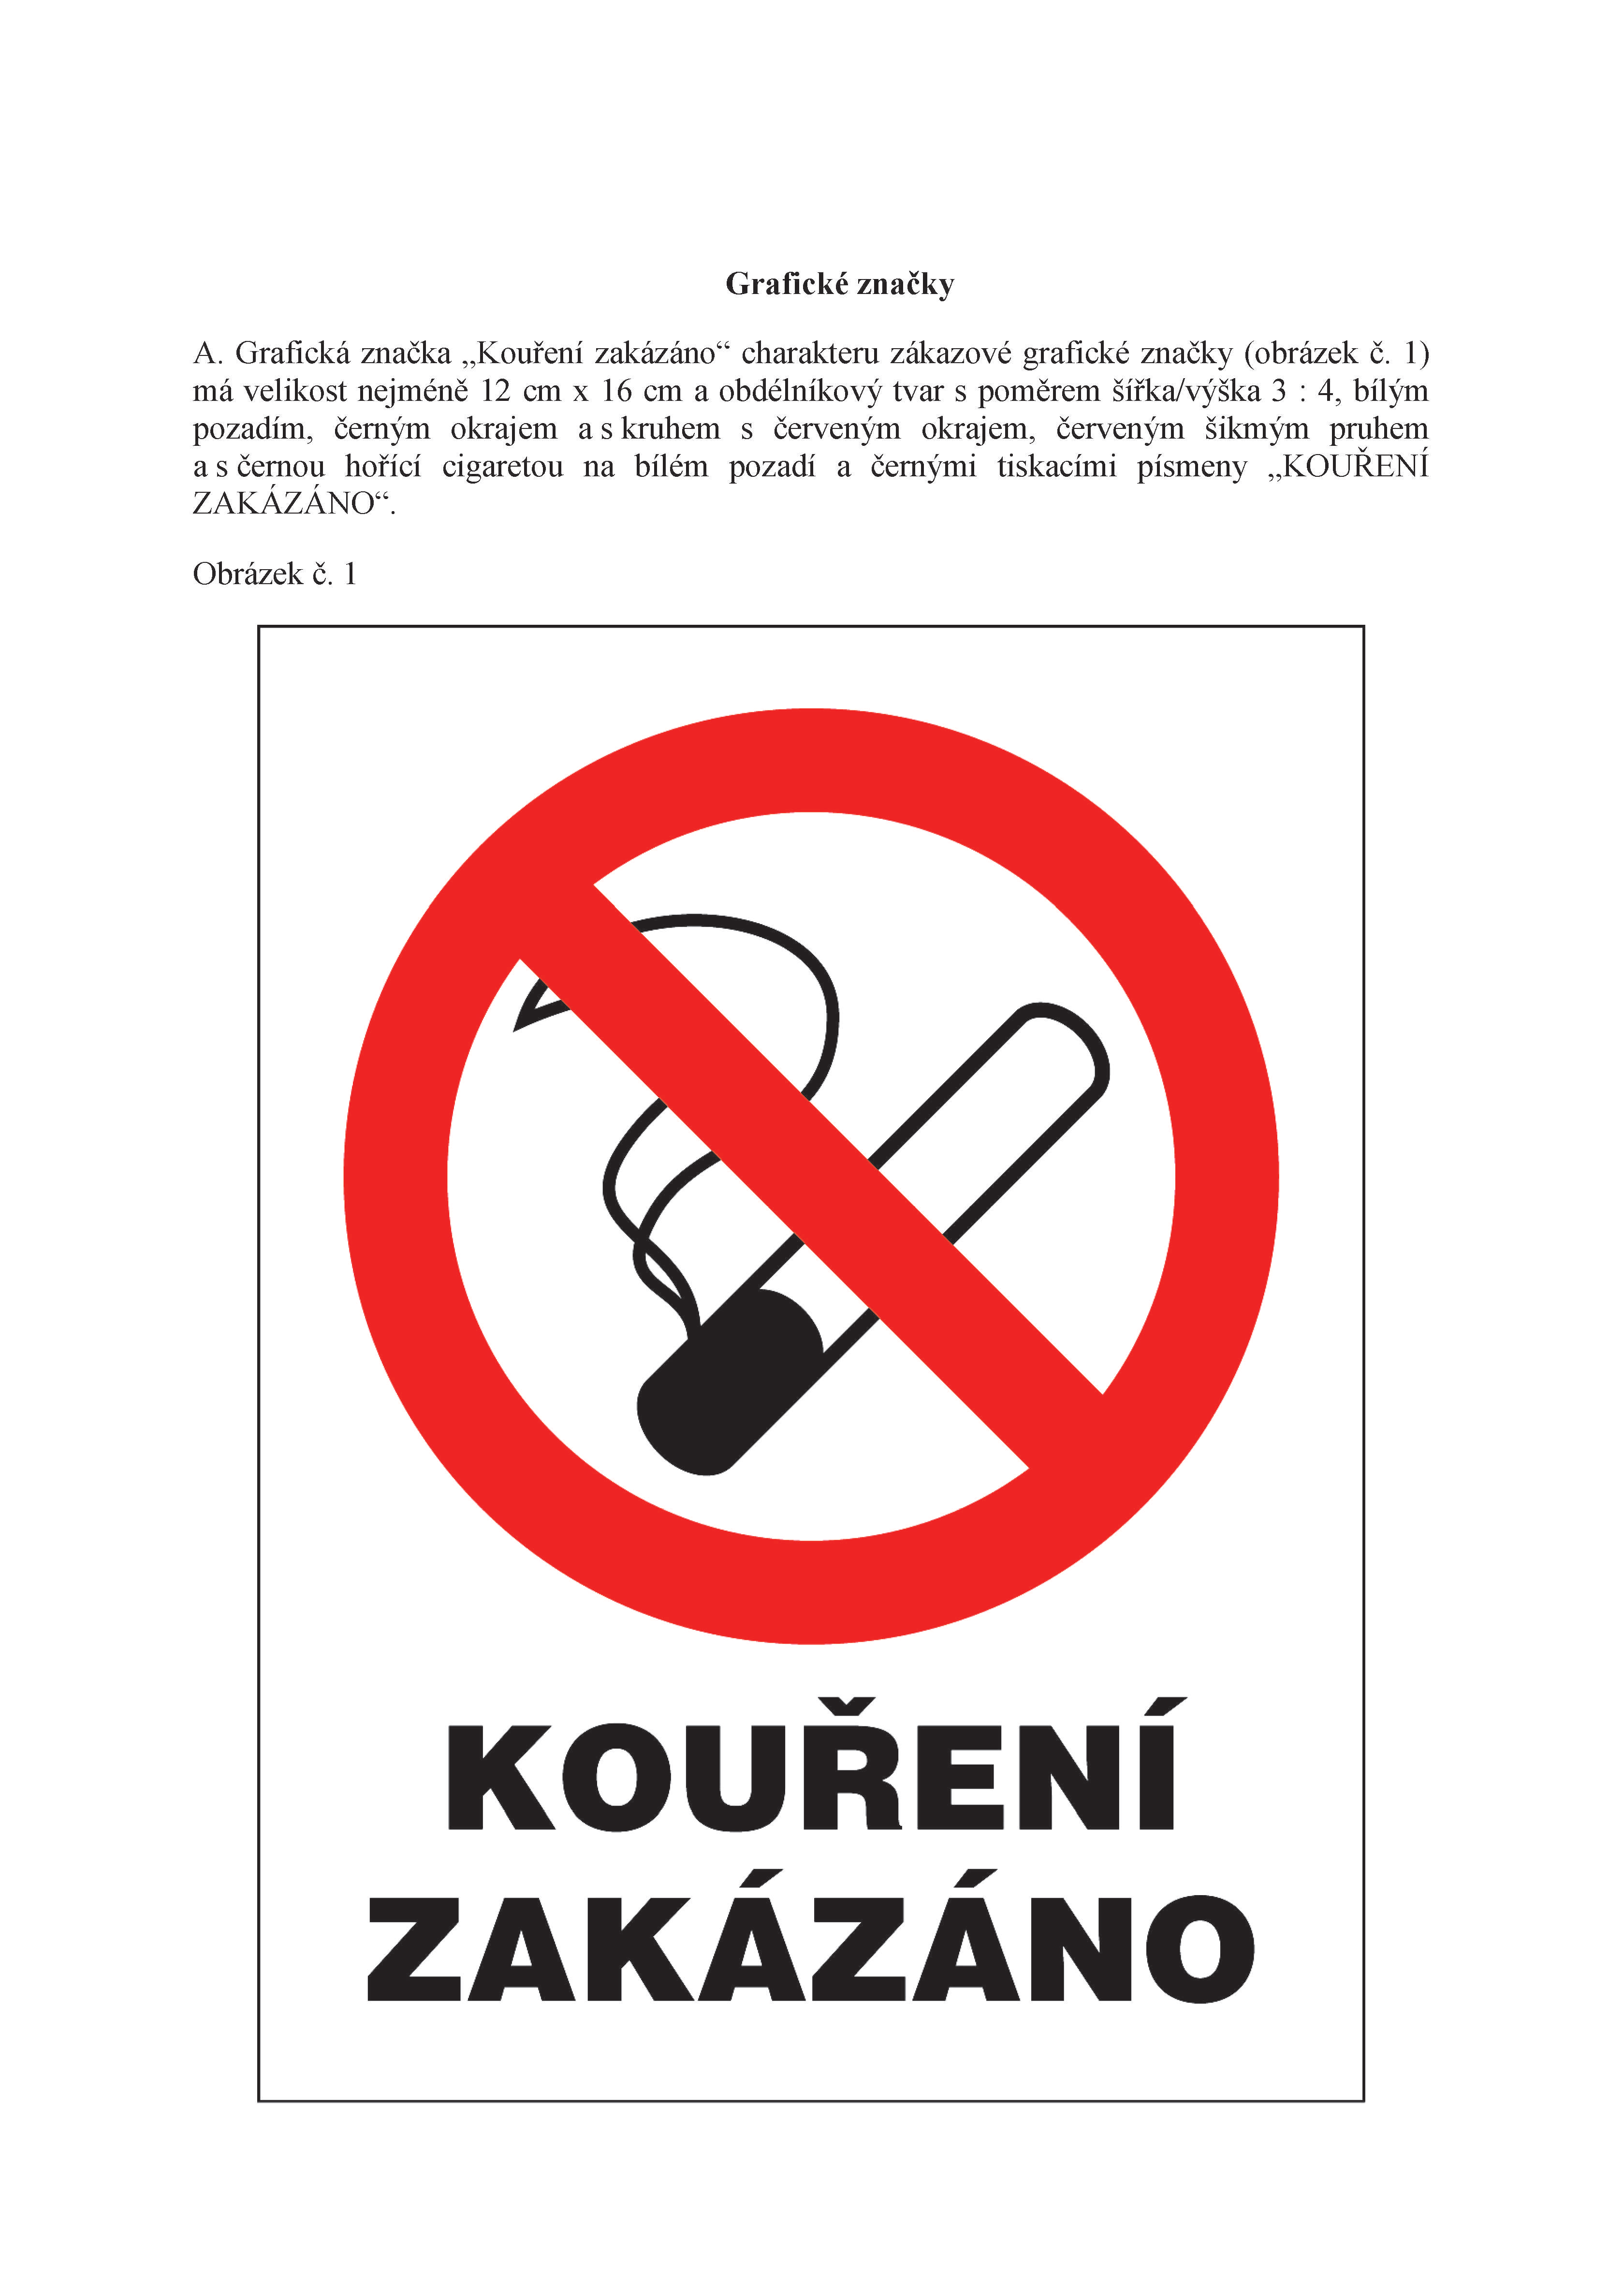 Grafické značky
A. Grafická značka „Kouření zakázáno“ charakteru zákazové grafické značky (obrázek č. 1)
má velikost nejméně 12 cm x 16 cm a obdélníkový tvar s poměrem šířka/výška 3 : 4, bílým
pozadím, černým okrajem a s kruhem s červeným okrajem, červeným šikmým pruhem
a s černou hořící cigaretou na bílém pozadí a černými tiskacími písmeny „KOUŘENÍ
ZAKÁZÁNO“.
Obrázek č. 1
KOUŘENÍ
ZAKÁZÁNO